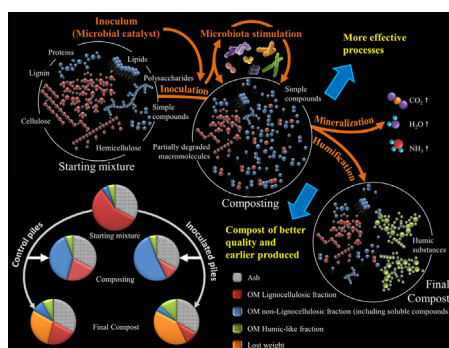 Inoculum
(Microbial catalyst)
Microbiota stimulation
More effective
processes
Proteins
Lipids
Lignin
Polysaccharides
Inoculation
Simple
compounds
Simple
compounds
Cellulose
Hemicellulose
Starting mixture
Partially degraded
macromolecules
Composting
Mineralization
Humification
CO₂ ↑
H₂O ↑
NH₃ ↑
Compost of better
quality and
earlier produced
Humic
substances
Final
Compost
Control piles
Inoculated piles
Starting mixture
Composting
Final Compost
Ash
OM Lignocellulosic fraction
OM non-Lignocellulosic fraction (including soluble compounds)
OM Humic-like fraction
Lost weight